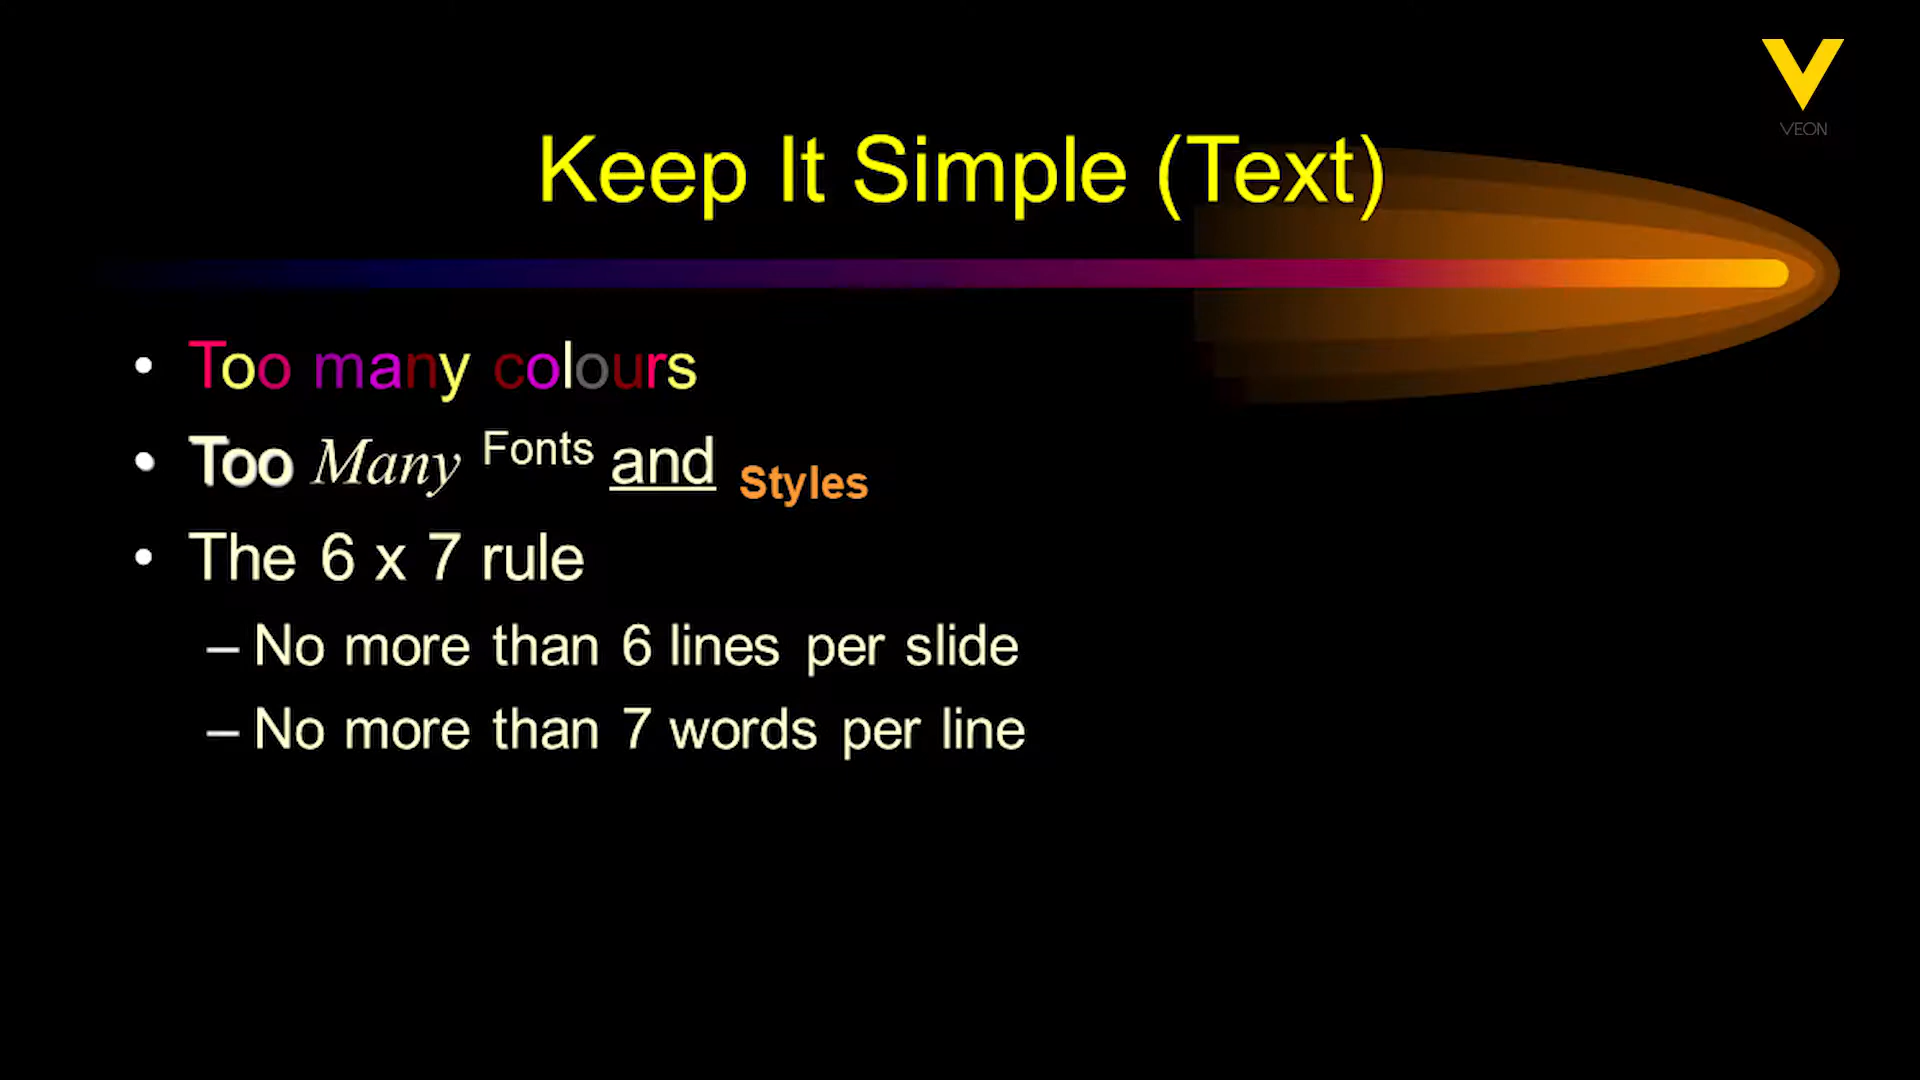 VEON
Keep It Simple (Text)
• Too many colours
• Too Many Fonts and Styles
• The 6 x 7 rule
– No more than 6 lines per slide
– No more than 7 words per line